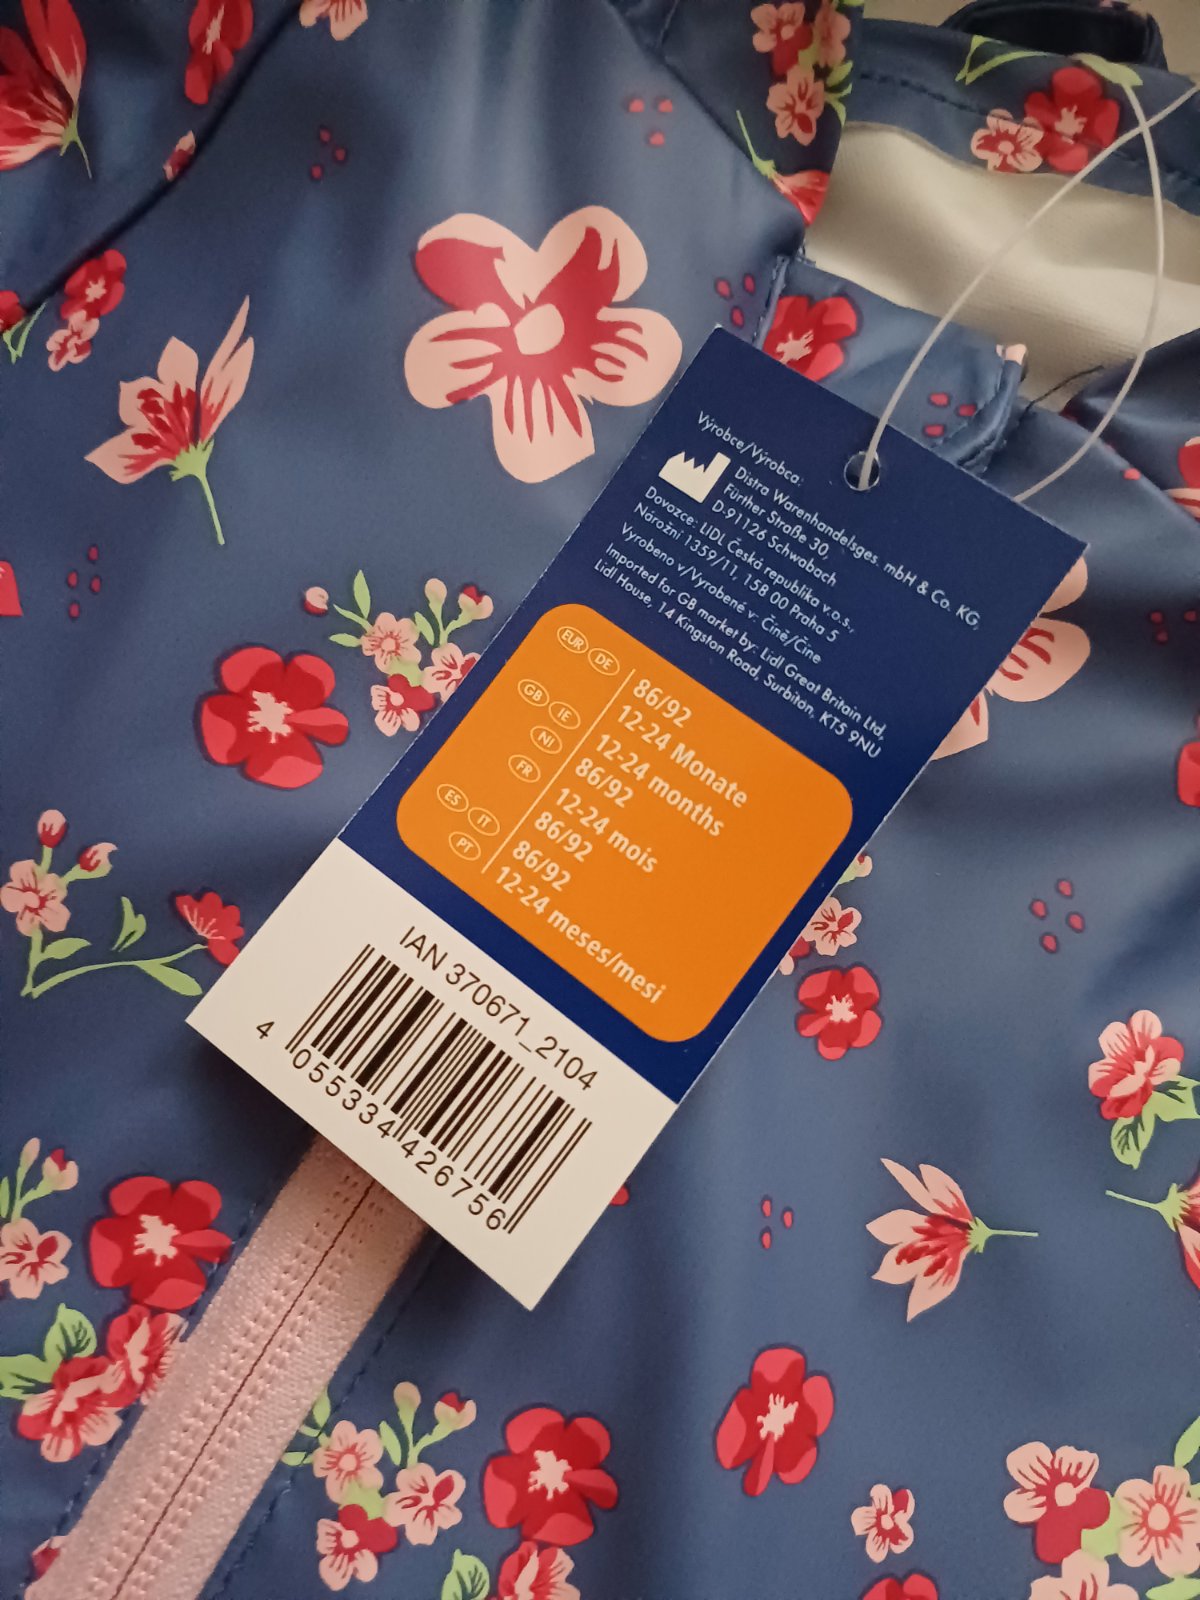 Výrobce/Výrobca:
Distra Warenhandelsges. mbH & Co. KG,
Fürther Straße 30,
D-91126 Schwabach
Dovozce: LIDL Česká republika v.o.s.,
Nárožní 1359/11, 158 00 Praha 5
Vyrobeno v/Vyrobené v: Číně/Číne
Imported for GB market by: Lidl Great Britain Ltd,
Lidl House, 14 Kingston Road, Surbiton, KT5 9NU
EUR DE 86/92
12-24 Monate
GB IE 12-24 months
NI 86/92
FR 12-24 mois
86/92
ES IT 86/92
PT 12-24 meses/mesi
IAN 370671_2104
4 055334 426756